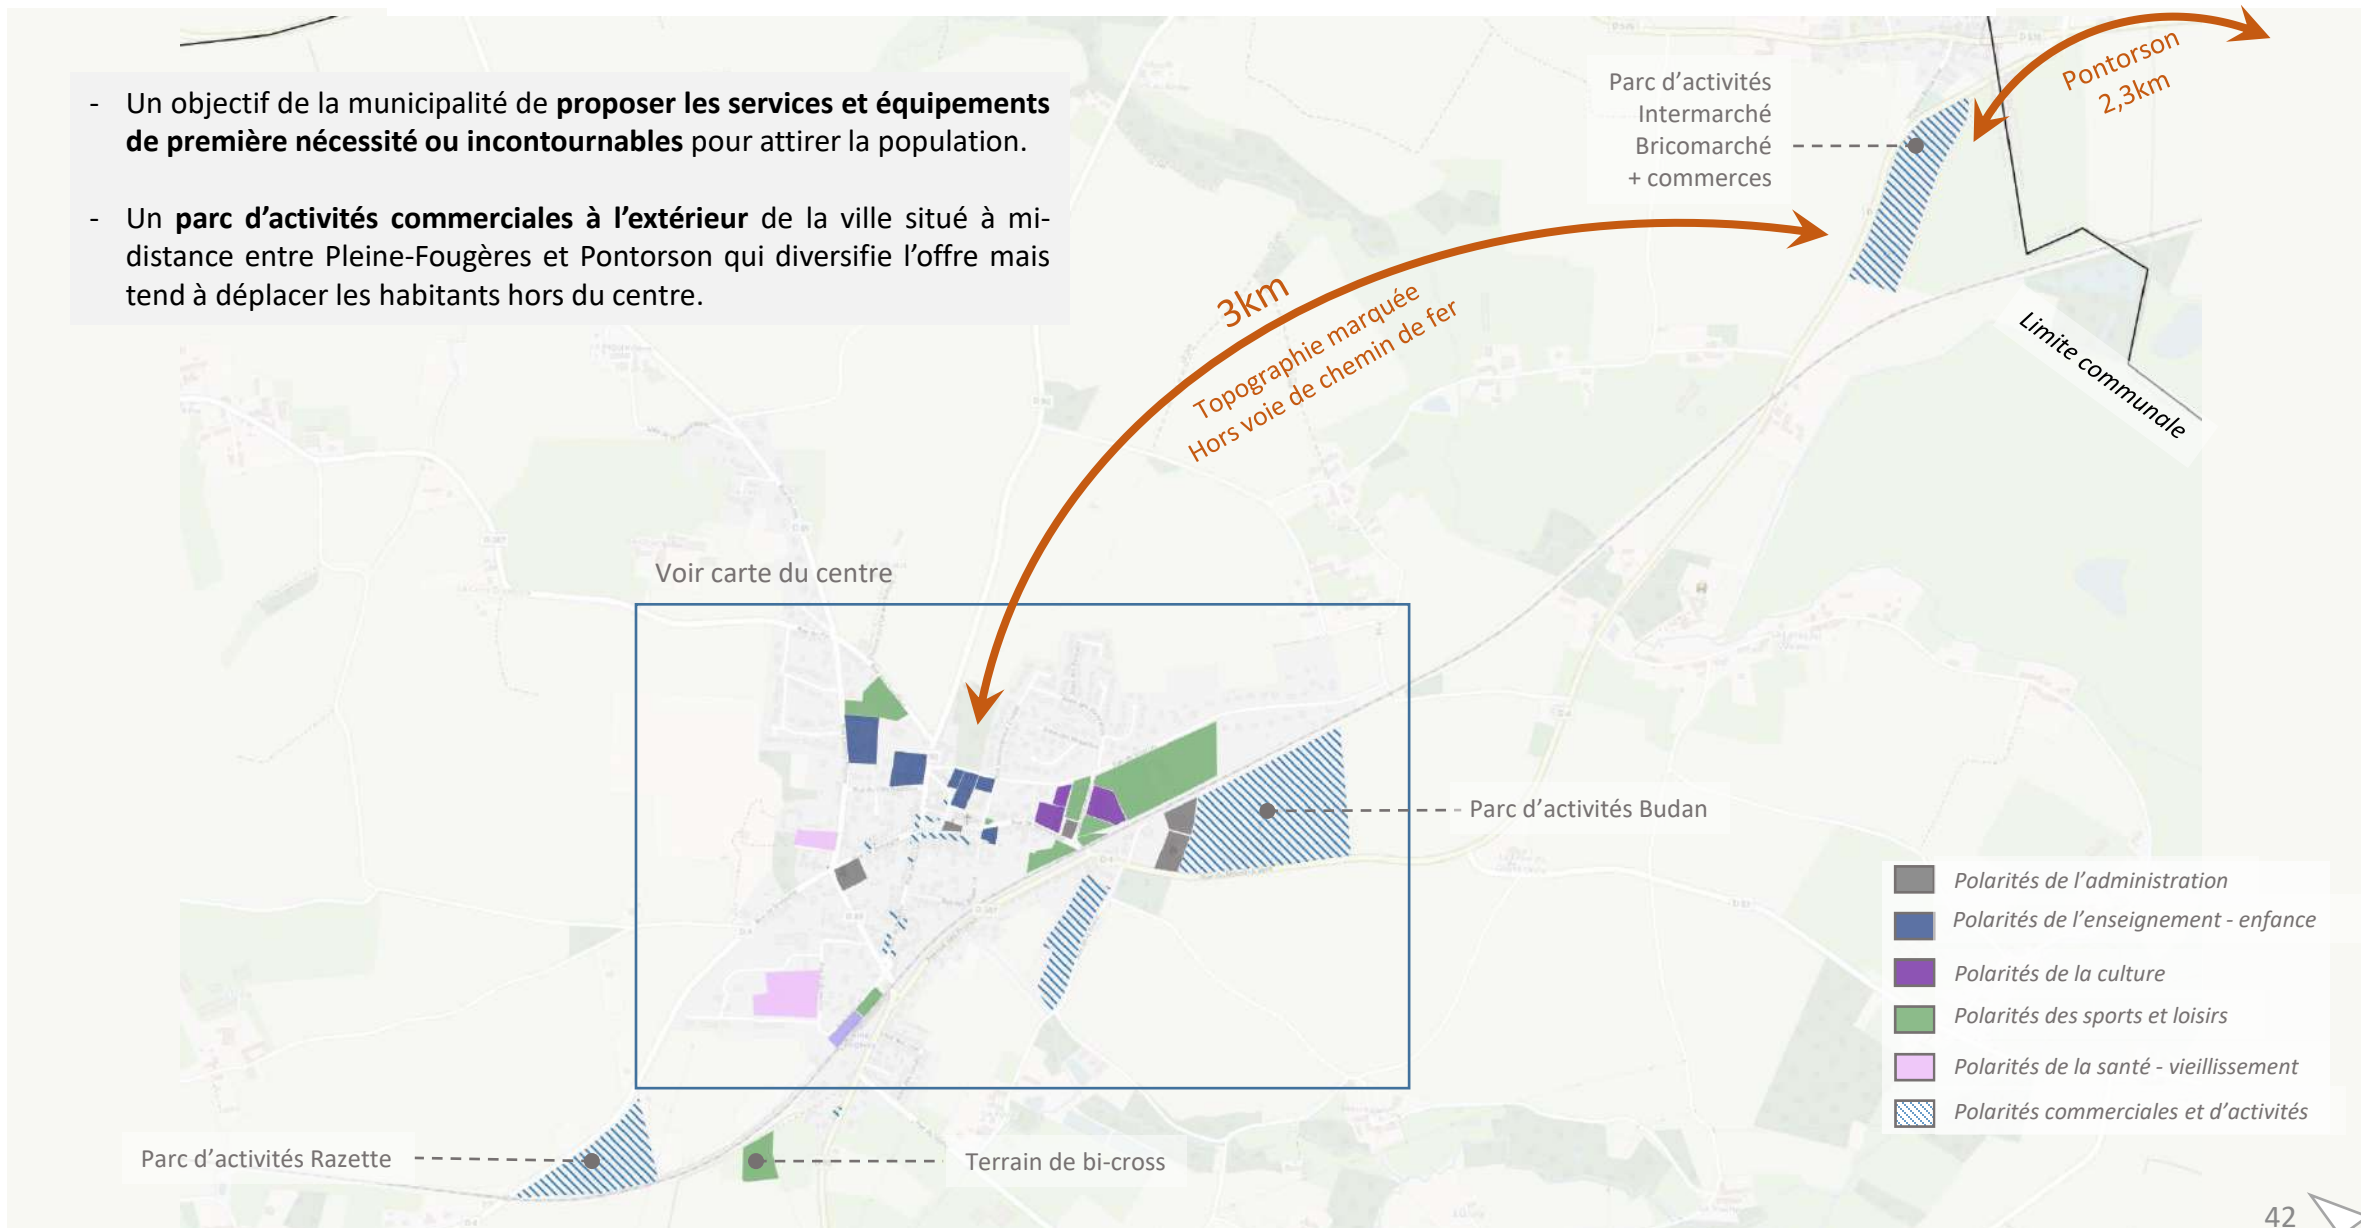 - Un objectif de la municipalité de proposer les services et équipements
de première nécessité ou incontournables pour attirer la population.
- Un parc d’activités commerciales à l’extérieur de la ville situé à mi-
distance entre Pleine-Fougères et Pontorson qui diversifie l’offre mais
tend à déplacer les habitants hors du centre.
Parc d’activités
Intermarché
Bricomarché
+ commerces
Pontorson
2,3km
3km
Topographie marquée
Hors voie de chemin de fer
Limite communale
Voir carte du centre
Parc d’activités Budan
Polarités de l’administration
Polarités de l’enseignement - enfance
Polarités de la culture
Polarités des sports et loisirs
Polarités de la santé - vieillissement
Polarités commerciales et d’activités
Parc d’activités Razette
Terrain de bi-cross
42